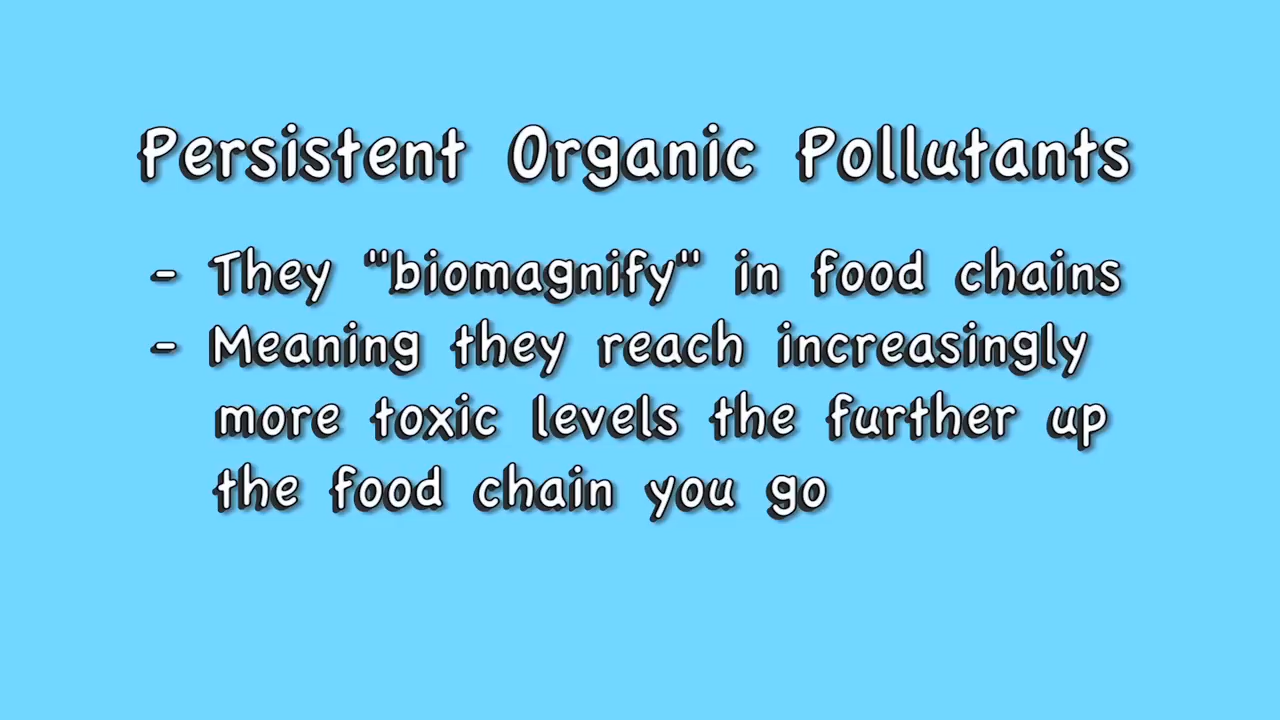 Persistent Organic Pollutants
- They "biomagnify" in food chains
- Meaning they reach increasingly
more toxic levels the further up
the food chain you go